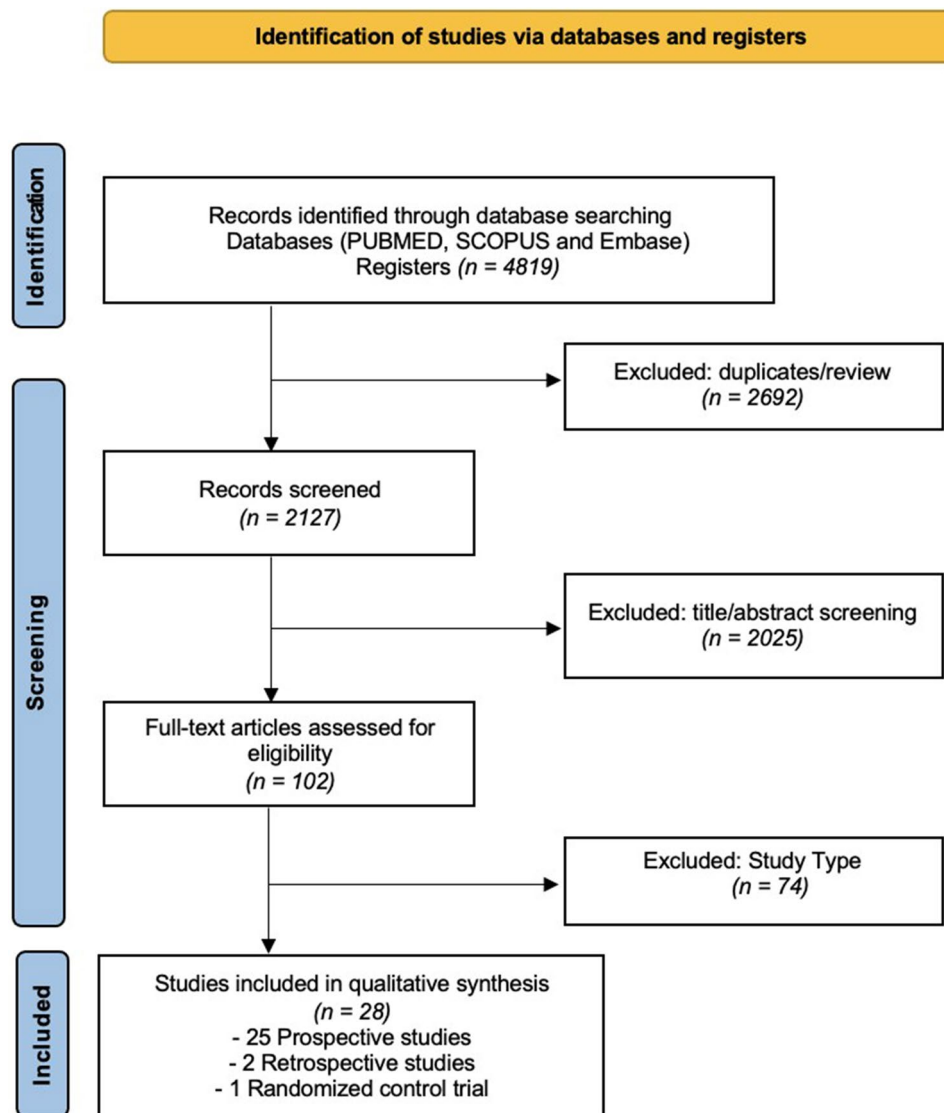 Identification of studies via databases and registers
Identification
Records identified through database searching
Databases (PUBMED, SCOPUS and Embase)
Registers (n = 4819)
Excluded: duplicates/review
(n = 2692)
Screening
Records screened
(n = 2127)
Excluded: title/abstract screening
(n = 2025)
Full-text articles assessed for
eligibility
(n = 102)
Excluded: Study Type
(n = 74)
Included
Studies included in qualitative synthesis
(n = 28)
- 25 Prospective studies
- 2 Retrospective studies
- 1 Randomized control trial